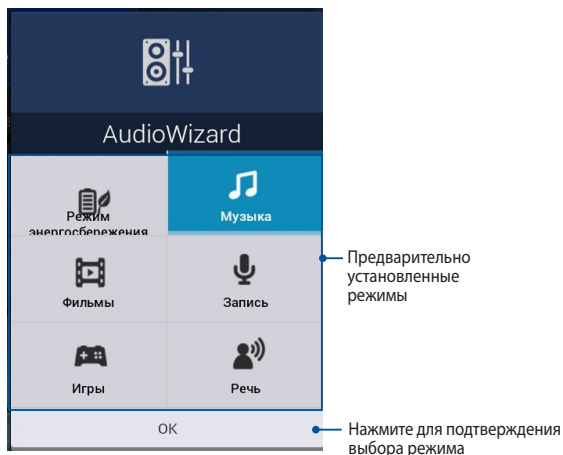 AudioWizard
Режим
энергосбережения
Музыка
Фильмы
Запись
Игры
Речь
OK
Предварительно
установленные
режимы
Нажмите для подтверждения
выбора режима